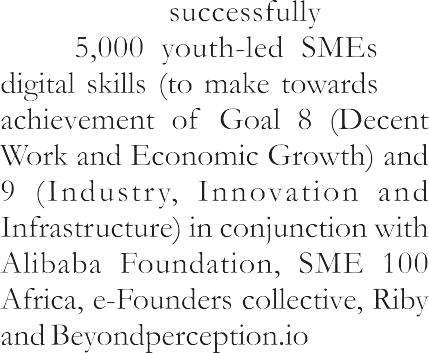 successfully
5,000 youth-led SMEs
digital skills (to make towards
achievement of Goal 8 (Decent
Work and Economic Growth) and
9 (Industry, Innovation and
Infrastructure) in conjunction with
Alibaba Foundation, SME 100
Africa, e-Founders collective, Riby
and Beyondperception.io